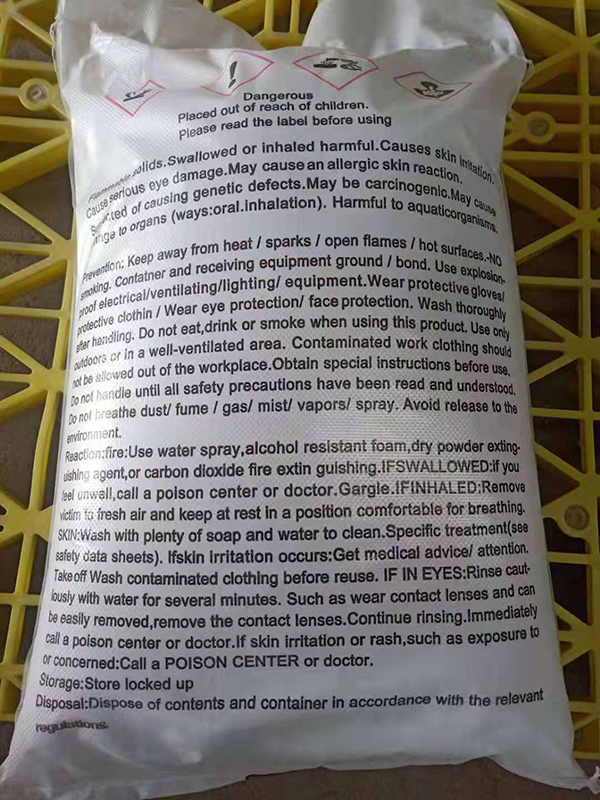 Dangerous
Placed out of reach of children.
Please read the label before using
solids.Swallowed or inhaled harmful.Causes skin irritation.
Cause serious eye damage.May cause an allergic skin reaction.
of causing genetic defects.May be carcinogenic.May cause
to organs (ways:oral.inhalation). Harmful to aquaticorganisms.
Prevention: Keep away from heat / sparks / open flames / hot surfaces.-NO
smoking. Contatner and receiving equipment ground / bond. Use explosion-
proof electrical/ventilating/lighting/ equipment.Wear protective gloves/
protective clothin / Wear eye protection/ face protection. Wash thoroughly
after handling. Do not eat,drink or smoke when using this product. Use only
outdoors or in a well-ventilated area. Contaminated work clothing should
not be allowed out of the workplace.Obtain special instructions before use.
Do not handle until all safety precautions have been read and understood.
Do not breathe dust/ fume / gas/ mist/ vapors/ spray. Avoid release to the
environment.
Reaction:fire:Use water spray,alcohol resistant foam,dry powder exting-
uishing agent,or carbon dioxide fire extin guishing.IFSWALLOWED:if you
feel unwell,call a poison center or doctor.Gargle.IFINHALED:Remove
victim to fresh air and keep at rest in a position comfortable for breathing.
SKIN:Wash with plenty of soap and water to clean.Specific treatment(see
safety data sheets). Ifskin irritation occurs:Get medical advice/ attention.
Takeoff Wash contaminated clothing before reuse. IF IN EYES:Rinse caut-
iously with water for several minutes. Such as wear contact lenses and can
be easily removed,remove the contact lenses.Continue rinsing.Immediately
call a poison center or doctor.If skin irritation or rash,such as exposure to
or concerned:Call a POISON CENTER or doctor.
Storage:Store locked up
Disposal:Dispose of contents and container in accordance with the relevant
regulations.